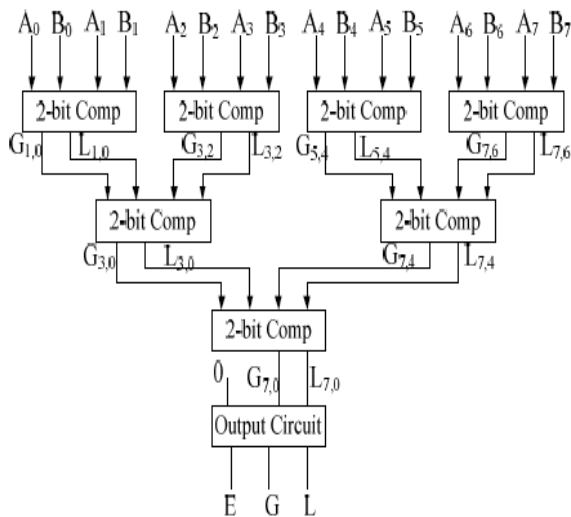 A₀ B₀ A₁ B₁ A₂ B₂ A₃ B₃ A₄ B₄ A₅ B₅ A₆ B₆ A₇ B₇
2-bit Comp 2-bit Comp 2-bit Comp 2-bit Comp
G₁,₀ L₁,₀ G₃,₂ L₃,₂ G₅,₄ L₅,₄ G₇,₆ L₇,₆
2-bit Comp 2-bit Comp
G₃,₀ L₃,₀ G₇,₄ L₇,₄
2-bit Comp
0 G₇,₀ L₇,₀
Output Circuit
E G L